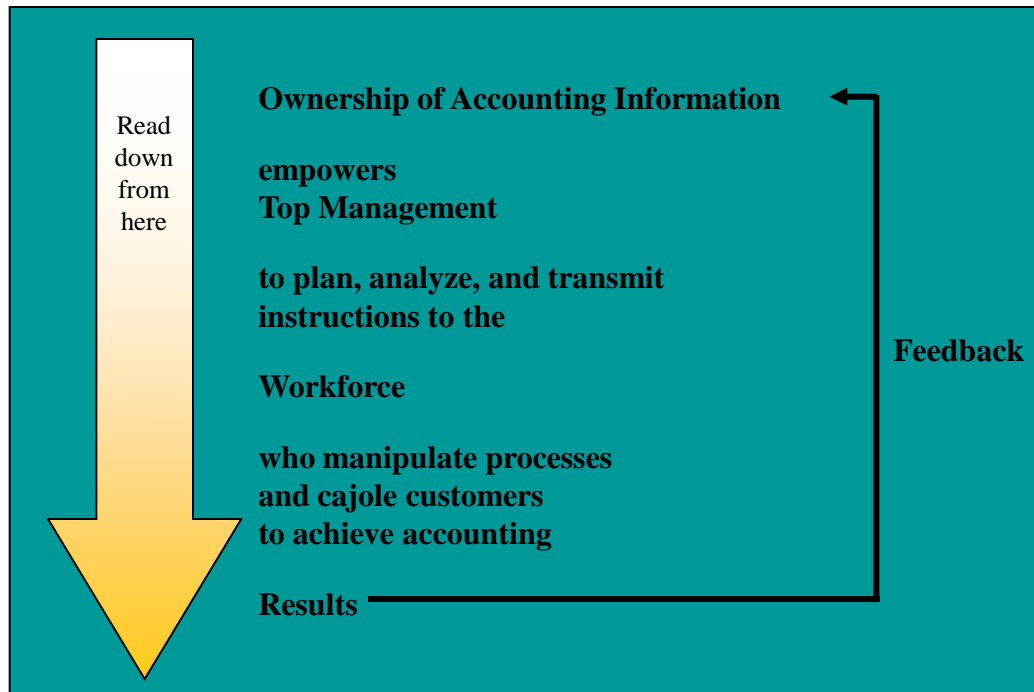 Read
down
from
here
Ownership of Accounting Information
empowers
Top Management
to plan, analyze, and transmit
instructions to the
Workforce
who manipulate processes
and cajole customers
to achieve accounting
Results
Feedback